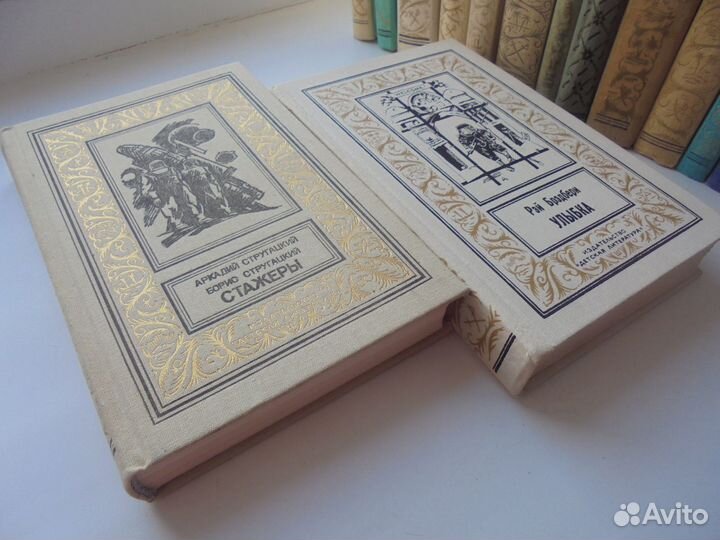 АРКАДИЙ СТРУГАЦКИЙ
БОРИС СТРУГАЦКИЙ
СТАЖЕРЫ
Рэй Брэдбери
УЛЫБКА
ИЗДАТЕЛЬСТВО
«ДЕТСКАЯ ЛИТЕРАТУРА»
Avito